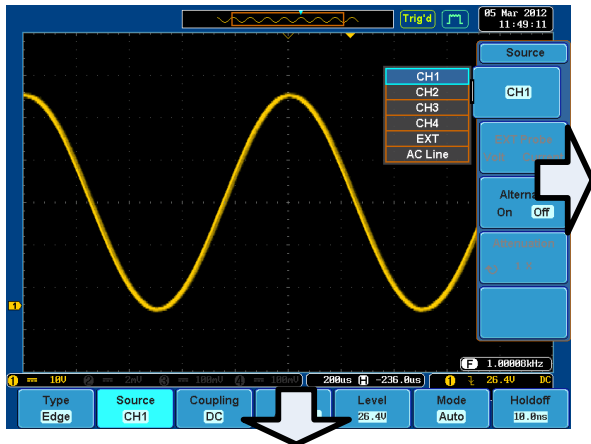 Trig'd
05 Mar 2012
11:49:11
Source
CH1
CH1
CH2
CH3
CH4
EXT
AC Line
On Off
1
F 1.00008kHz
1 10V 2 2mV 3 100mV 4 100mV 200us H -236.0us 1 26.4V DC
Type Source Coupling Level Mode Holdoff
Edge CH1 DC 26.4V Auto 10.0ns